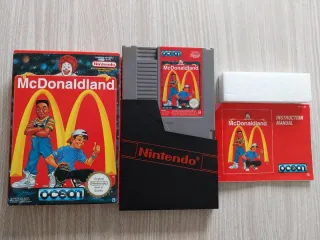 Nintendo
McDonaldland
ocean
ocean
Nintendo
McDonaldland
INSTRUCTION
MANUAL
ocean